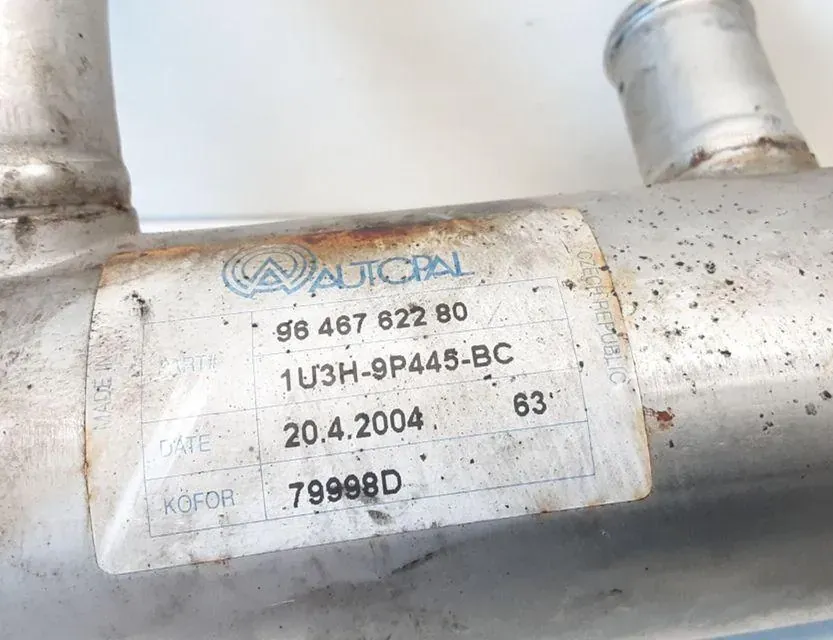 AUTOPAL
MADE IN
CZECH REPUBLIC
PART#
96 467 622 80
1U3H-9P445-BC
DATE
20.4.2004 63
KOFOR
79998D